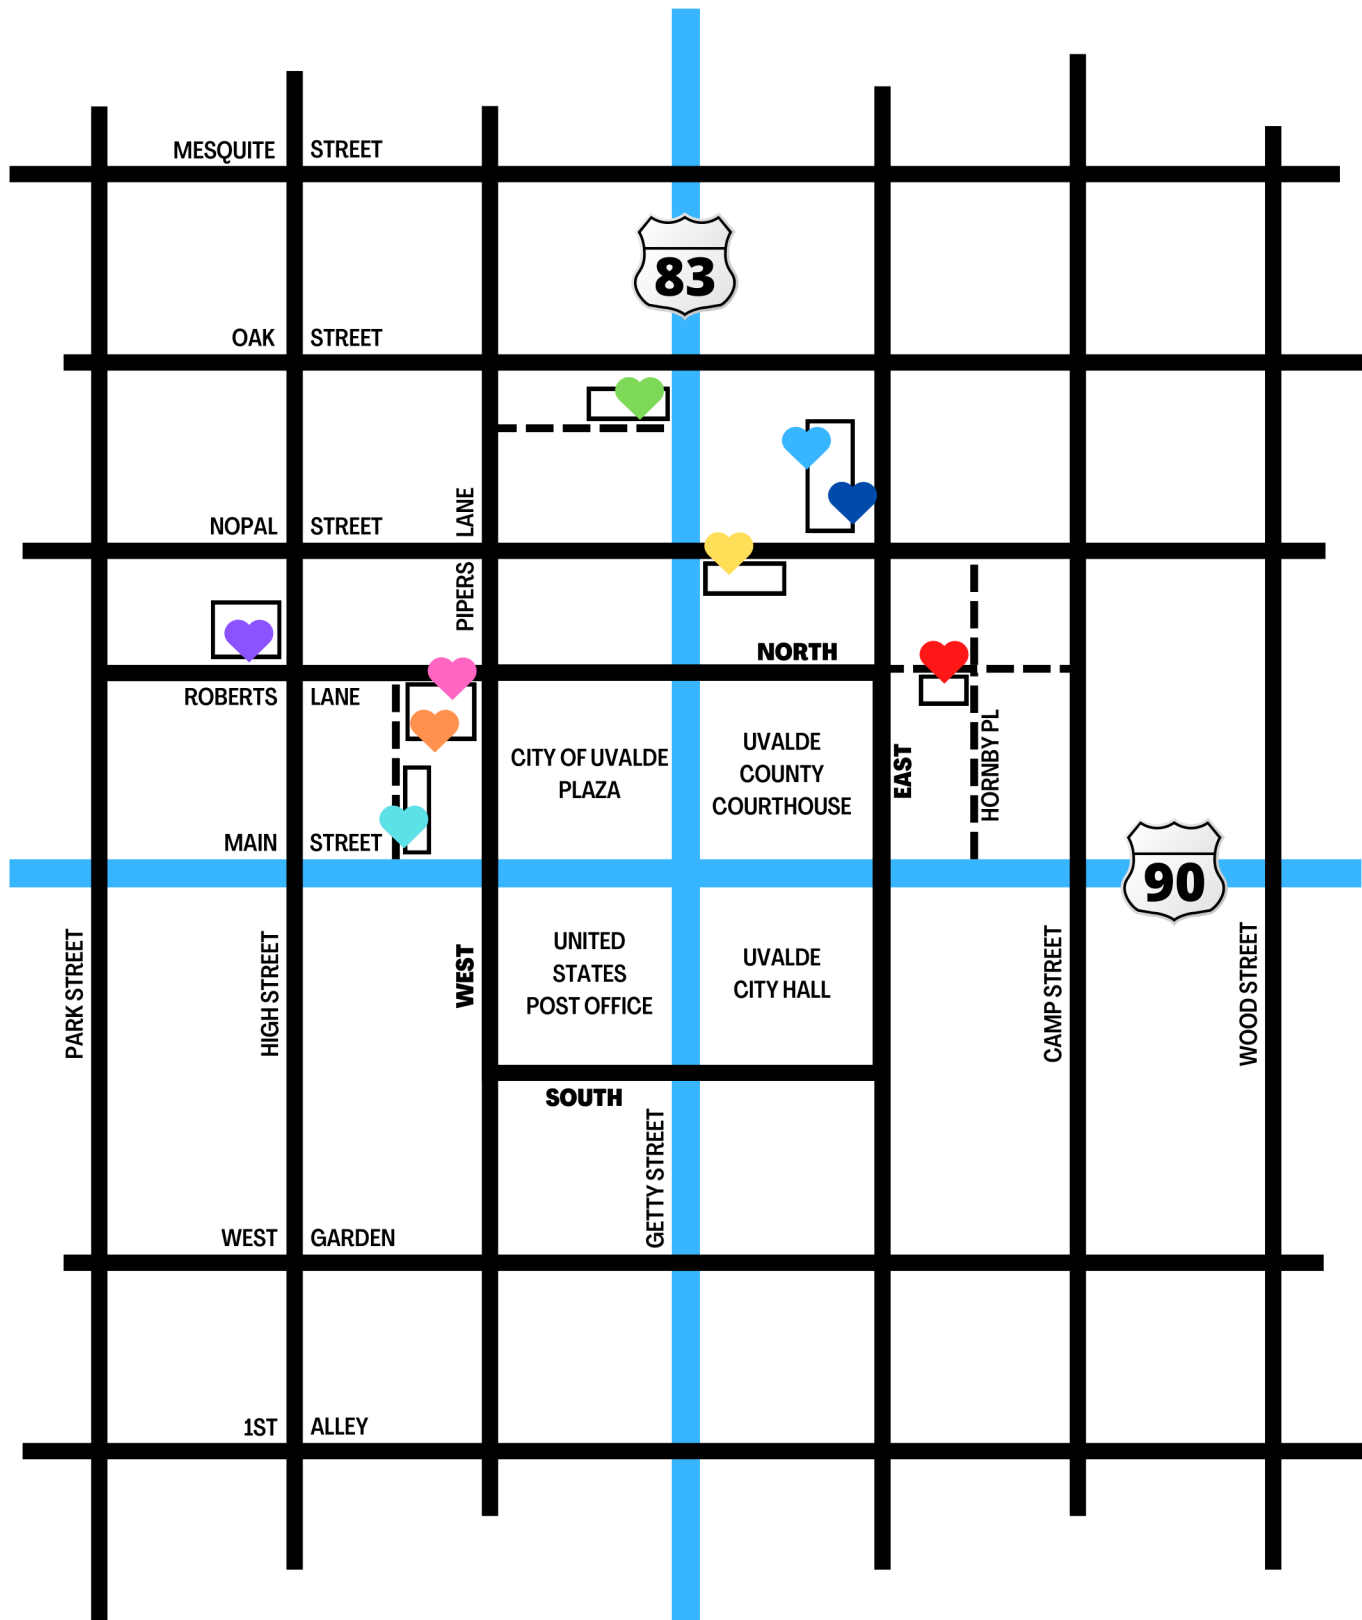 MESQUITE STREET
83
OAK STREET
NOPAL STREET
PIPERS LANE
NORTH
ROBERTS LANE
CITY OF UVALDE
PLAZA
UVALDE
COUNTY
COURTHOUSE
EAST
HORNBY PL
MAIN STREET
90
PARK STREET
HIGH STREET
WEST
UNITED
STATES
POST OFFICE
UVALDE
CITY HALL
CAMP STREET
WOOD STREET
SOUTH
GETTY STREET
WEST GARDEN
1ST ALLEY